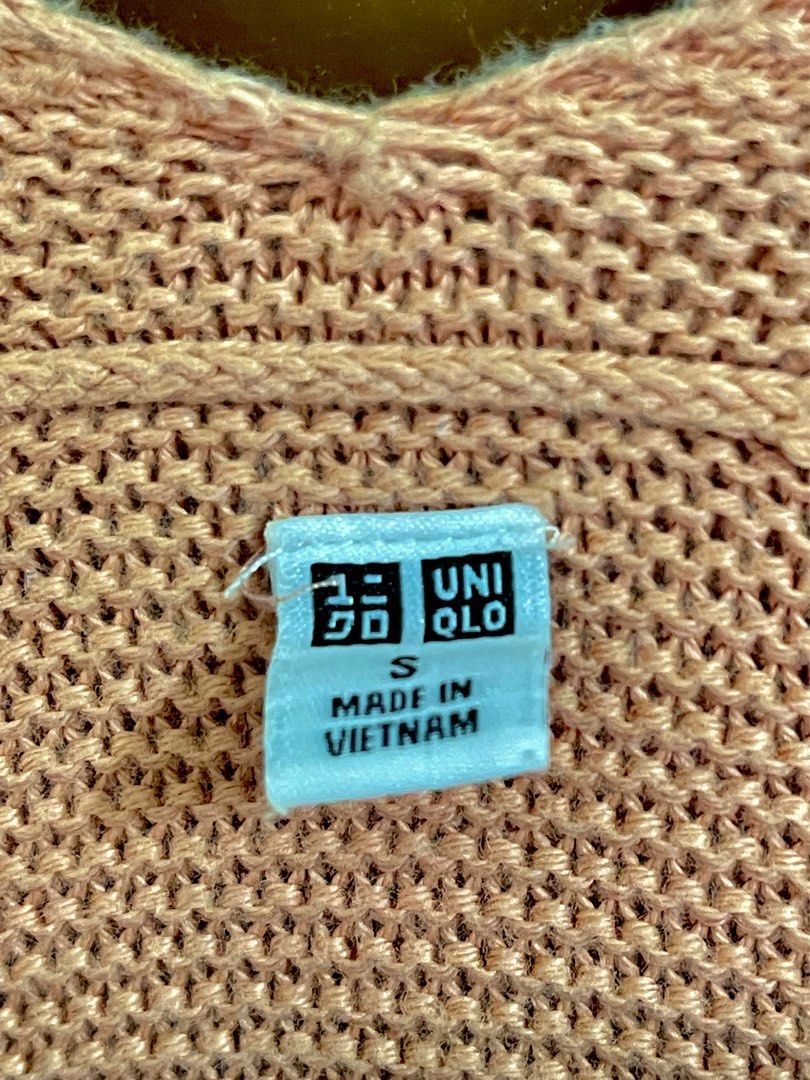 ユニ UNI
クロ QLO
S
MADE IN
VIETNAM